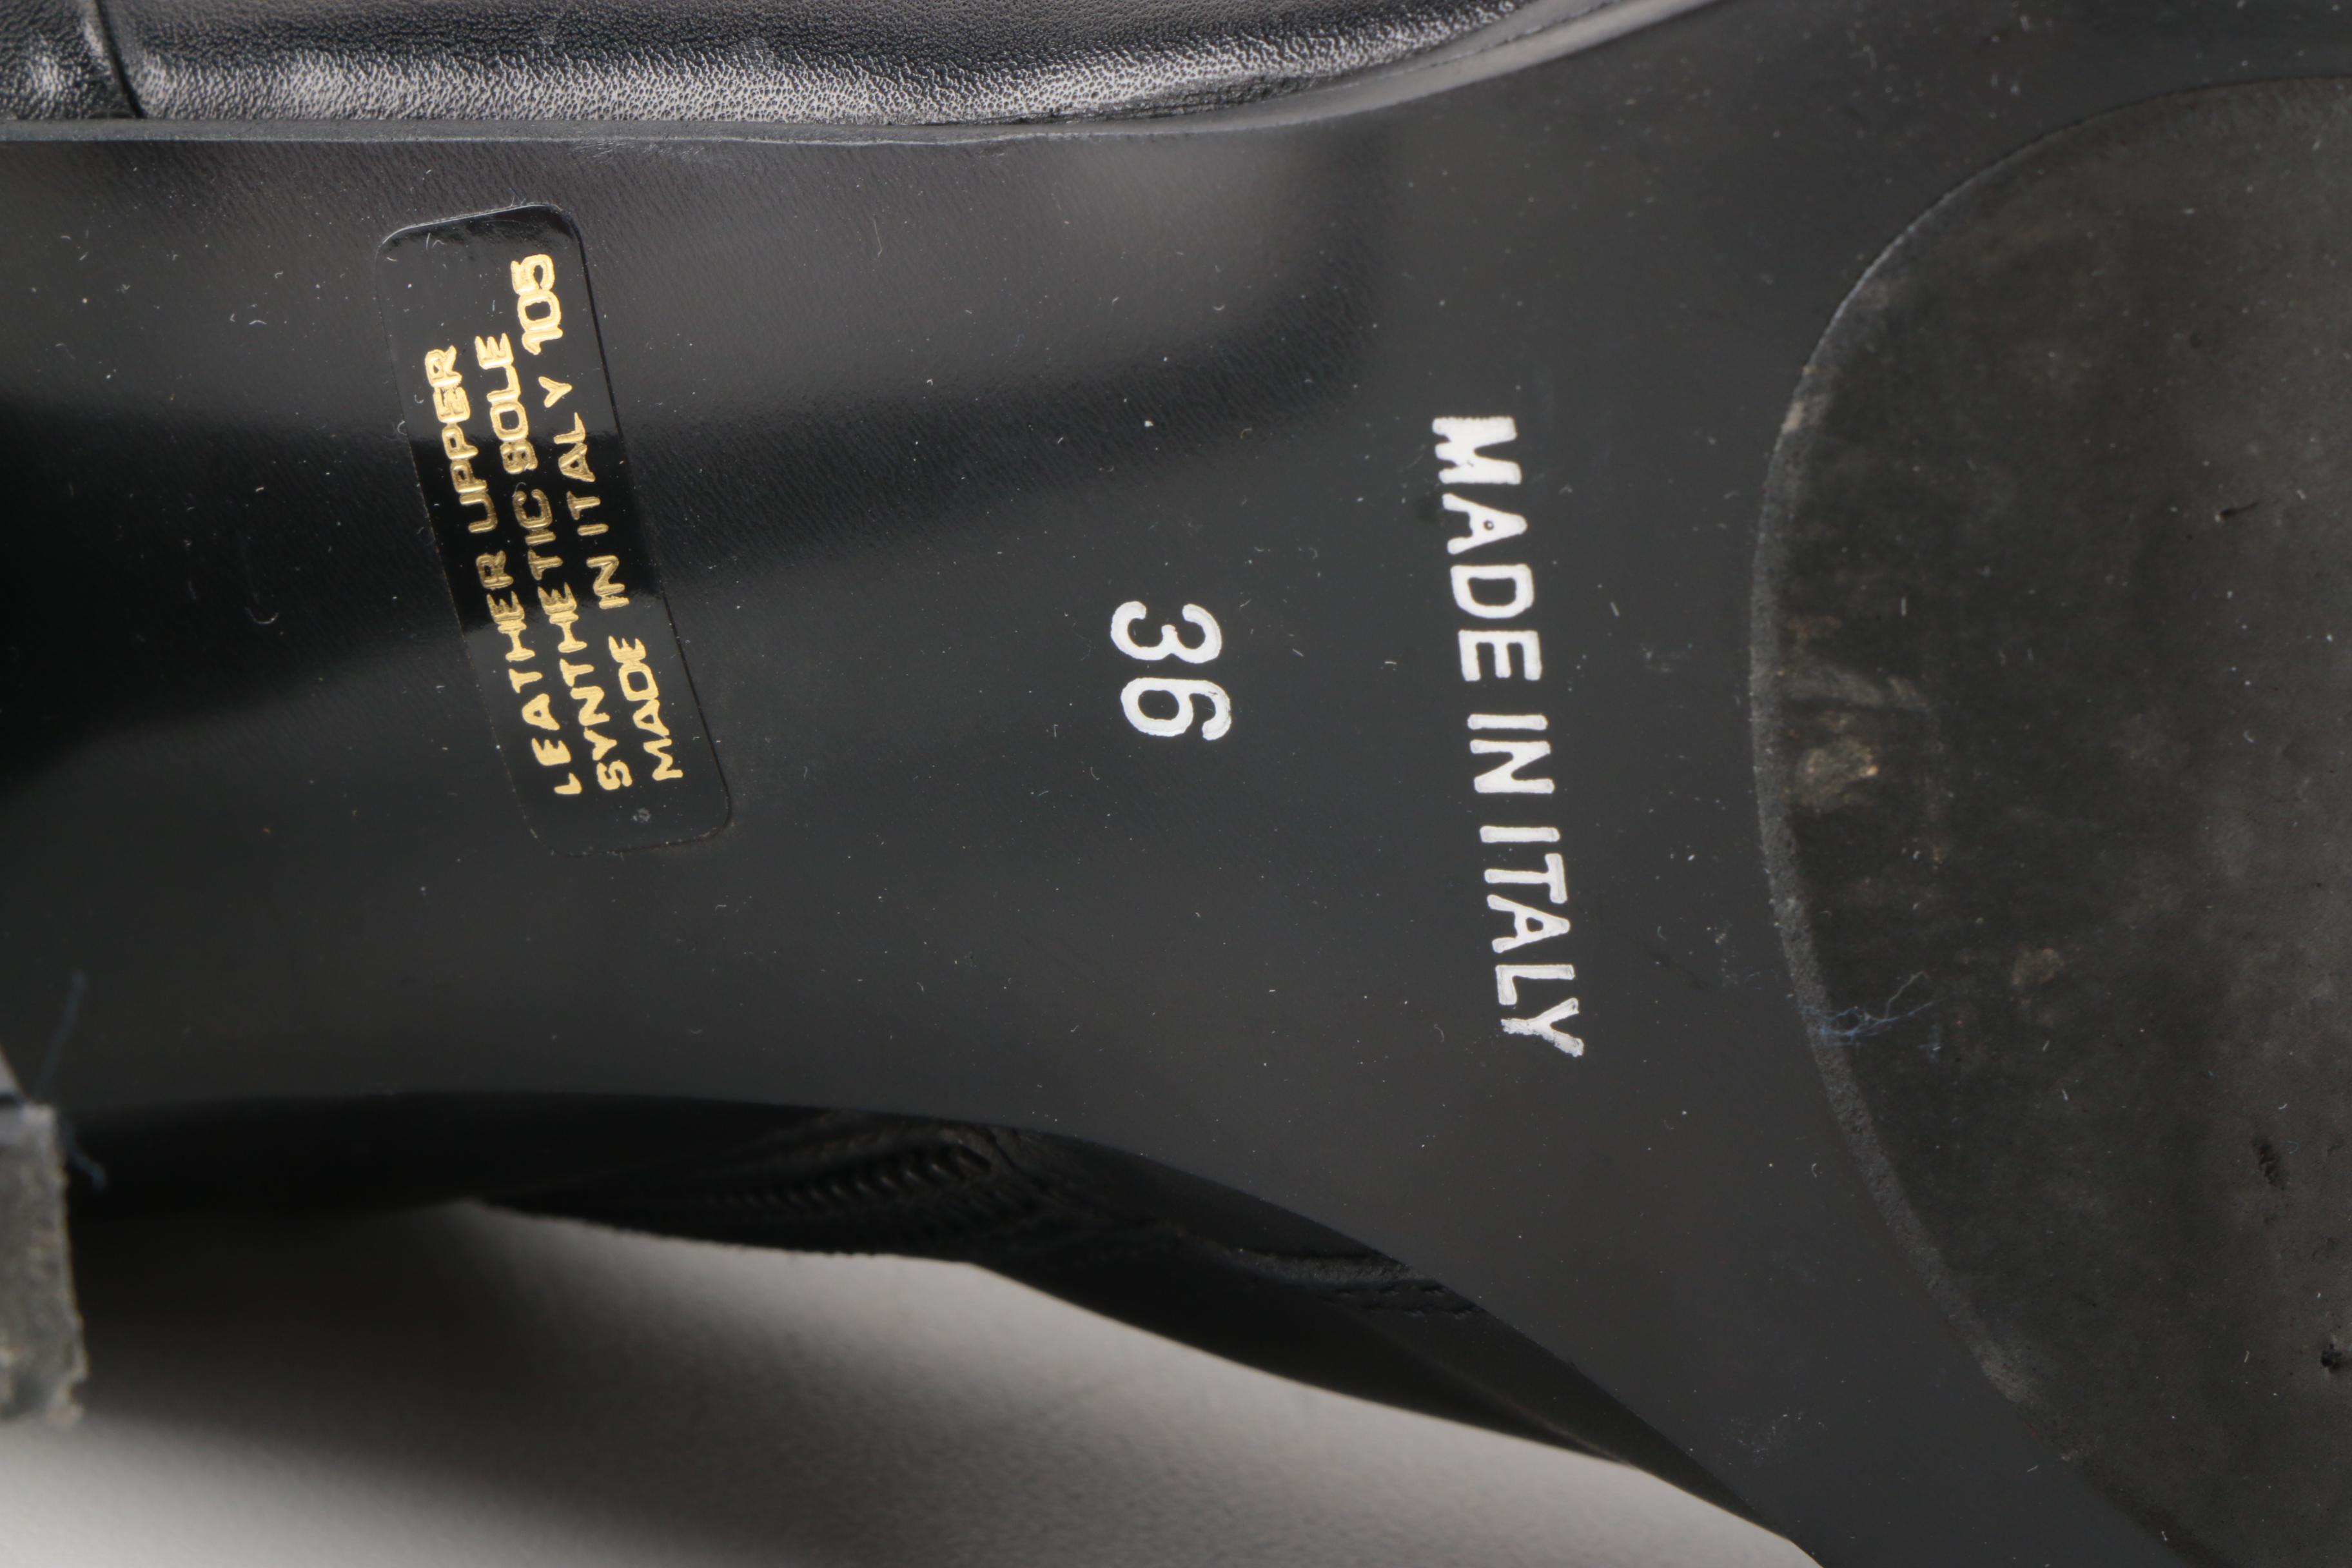 MADE IN ITALY
36
LEATHER UPPER
SYNTHETIC SOLE
MADE IN ITALY 105